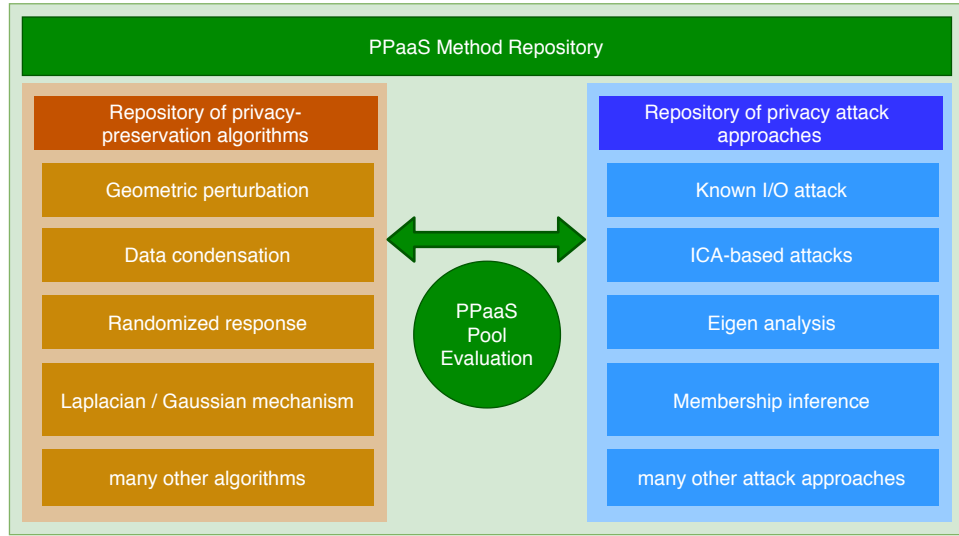 PPaaS Method Repository
Repository of privacy-
preservation algorithms
Geometric perturbation
Data condensation
Randomized response
Laplacian / Gaussian mechanism
many other algorithms
PPaaS
Pool
Evaluation
Repository of privacy attack
approaches
Known I/O attack
ICA-based attacks
Eigen analysis
Membership inference
many other attack approaches